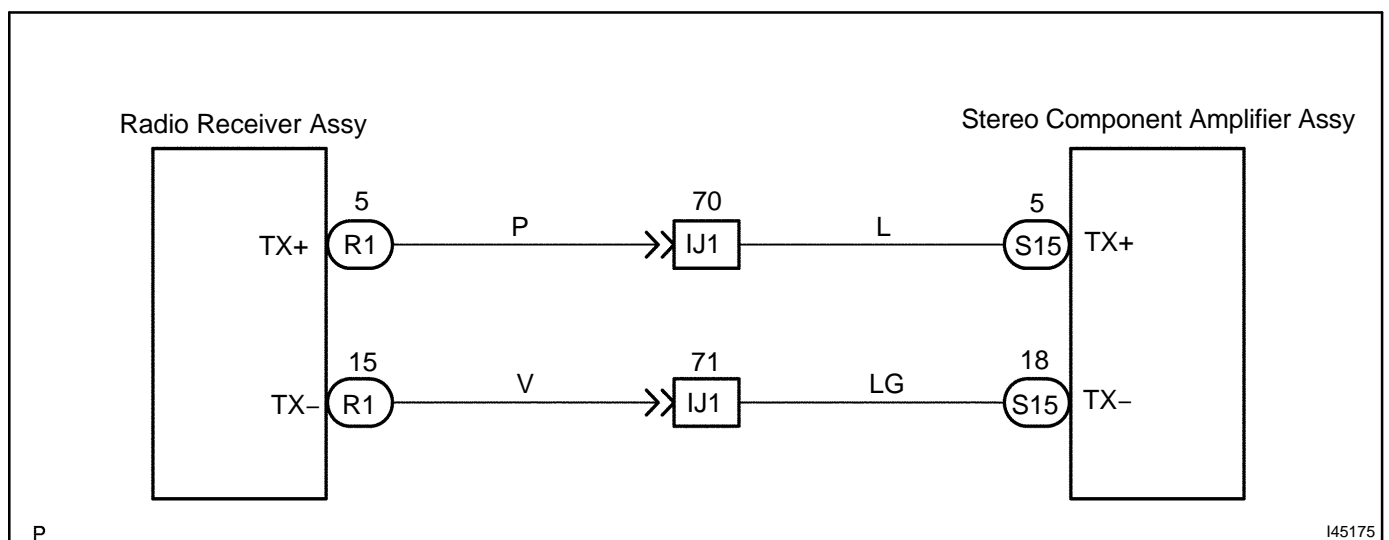 Radio Receiver Assy
Stereo Component Amplifier Assy
5
70
5
P
L
TX+
R1
IJ1
S15
TX+
15
71
18
V
LG
TX−
R1
IJ1
S15
TX−
P
I45175